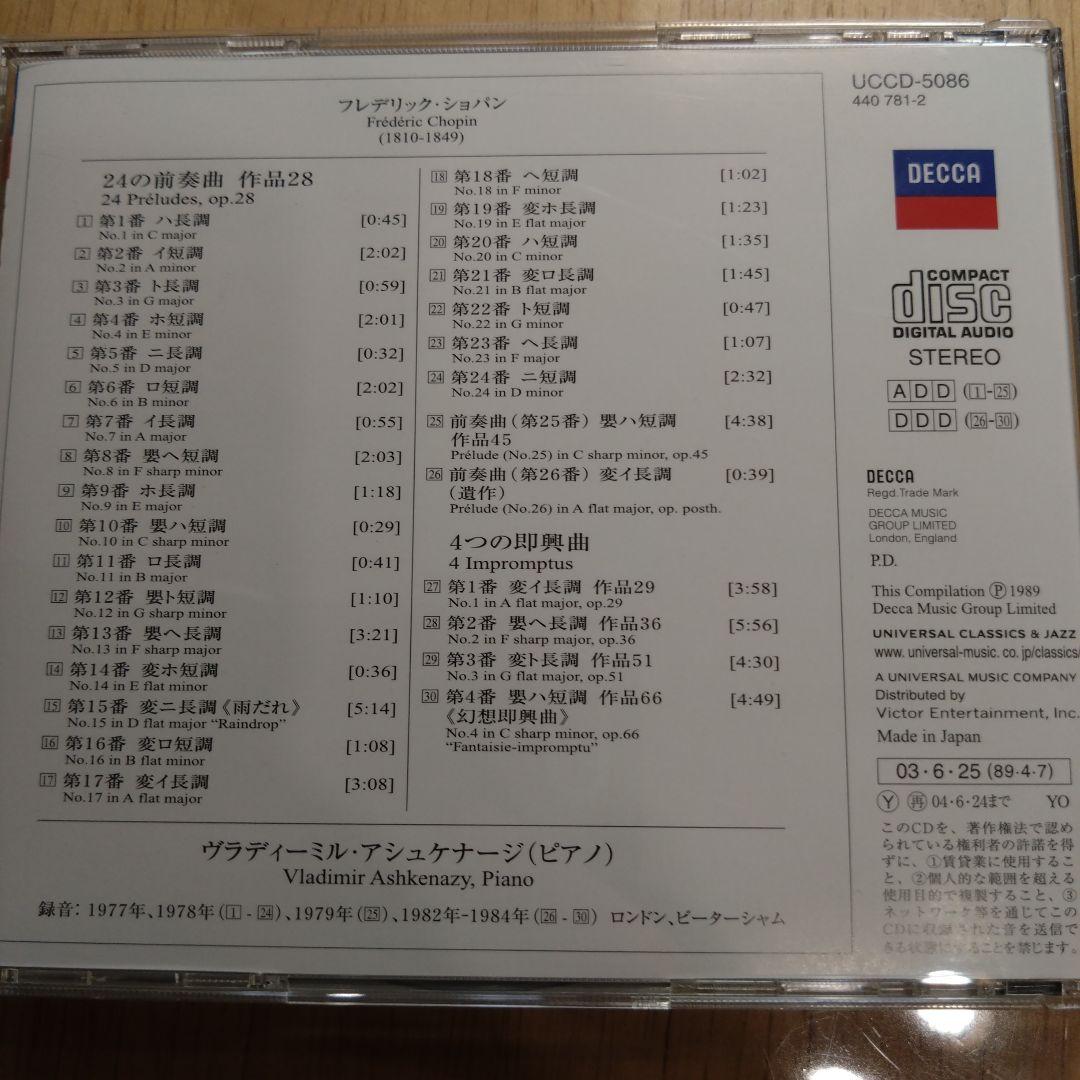 フレデリック・ショパン
Frédéric Chopin
(1810-1849)
24の前奏曲 作品28
24 Préludes, op.28
1 第1番 ハ長調 [0:45]
No.1 in C major
2 第2番 イ短調 [2:02]
No.2 in A minor
3 第3番 ト長調 [0:59]
No.3 in G major
4 第4番 ホ短調 [2:01]
No.4 in E minor
5 第5番 ニ長調 [0:32]
No.5 in D major
6 第6番 ロ短調 [2:02]
No.6 in B minor
7 第7番 イ長調 [0:55]
No.7 in A major
8 第8番 嬰ヘ短調 [2:03]
No.8 in F sharp minor
9 第9番 ホ長調 [1:18]
No.9 in E major
10 第10番 嬰ハ短調 [0:29]
No.10 in C sharp minor
11 第11番 ロ長調 [0:41]
No.11 in B major
12 第12番 嬰ト短調 [1:10]
No.12 in G sharp minor
13 第13番 嬰ヘ長調 [3:21]
No.13 in F sharp major
14 第14番 変ホ短調 [0:36]
No.14 in E flat minor
15 第15番 変ニ長調《雨だれ》 [5:14]
No.15 in D flat major “Raindrop”
16 第16番 変ロ短調 [1:08]
No.16 in B flat minor
17 第17番 変イ長調 [3:08]
No.17 in A flat major
18 第18番 ヘ短調 [1:02]
No.18 in F minor
19 第19番 変ホ長調 [1:23]
No.19 in E flat major
20 第20番 ハ短調 [1:35]
No.20 in C minor
21 第21番 変ロ長調 [1:45]
No.21 in B flat major
22 第22番 ト短調 [0:47]
No.22 in G minor
23 第23番 ヘ長調 [1:07]
No.23 in F major
24 第24番 ニ短調 [2:32]
No.24 in D minor
25 前奏曲(第25番) 嬰ハ短調 [4:38]
作品45
Prélude (No.25) in C sharp minor, op.45
26 前奏曲(第26番) 変イ長調 [0:39]
(遺作)
Prélude (No.26) in A flat major, op. posth.
4つの即興曲
4 Impromptus
27 第1番 変イ長調 作品29 [3:58]
No.1 in A flat major, op.29
28 第2番 嬰ヘ長調 作品36 [5:56]
No.2 in F sharp major, op.36
29 第3番 変ト長調 作品51 [4:30]
No.3 in G flat major, op.51
30 第4番 嬰ハ短調 作品66 [4:49]
《幻想即興曲》
No.4 in C sharp minor, op.66
“Fantaisie-impromptu”
ヴラディーミル・アシュケナージ(ピアノ)
Vladimir Ashkenazy, Piano
録音: 1977年、1978年(1 - 24)、1979年(25)、1982年-1984年(26 - 30) ロンドン、ピーターシャム
UCCD-5086
440 781-2
DECCA
COMPACT
disc
DIGITAL AUDIO
STEREO
ADD (1-25)
DDD (26-30)
DECCA
Regd.Trade Mark
DECCA MUSIC
GROUP LIMITED
London, England
P.D.
This Compilation Ⓟ 1989
Decca Music Group Limited
UNIVERSAL CLASSICS & JAZZ
www. universal-music. co. jp/classics/
A UNIVERSAL MUSIC COMPANY
Distributed by
Victor Entertainment, Inc.
Made in Japan
03・6・25 (89・4・7)
Ⓨ 再 04・6・24まで YO
このCDを、著作権法で認め
られている権利者の許諾を得
ずに、①賃貸業に使用するこ
と、②個人的な範囲を超える
使用目的で複製すること、③
ネットワーク等を通じてこの
CDに収録された音を送信で
きる状態にすることを禁じます。